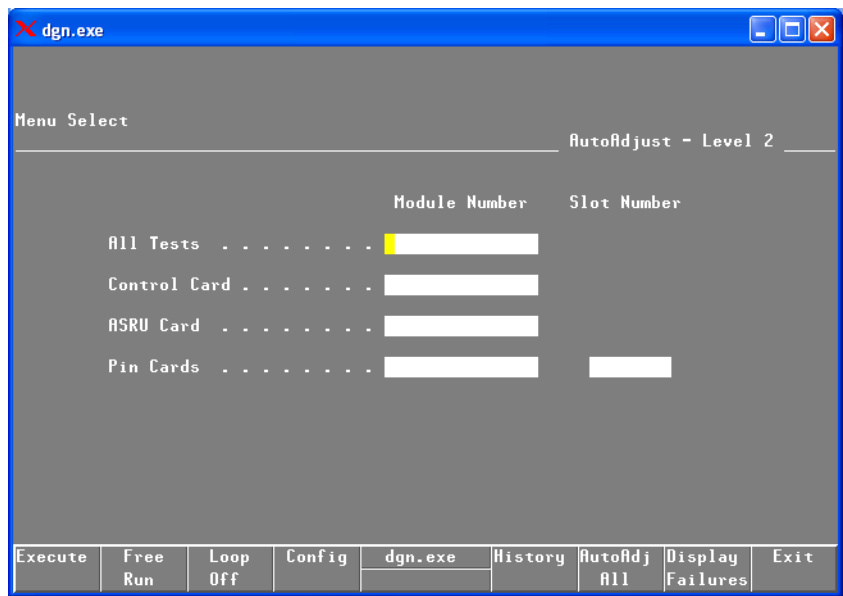 dgn.exe
Menu Select
AutoAdjust - Level 2
Module Number Slot Number
All Tests . . . . . . . .
Control Card . . . . . . .
ASRU Card . . . . . . . .
Pin Cards . . . . . . . .
Execute Free Run Loop Off Config dgn.exe History AutoAdj All Display Failures Exit